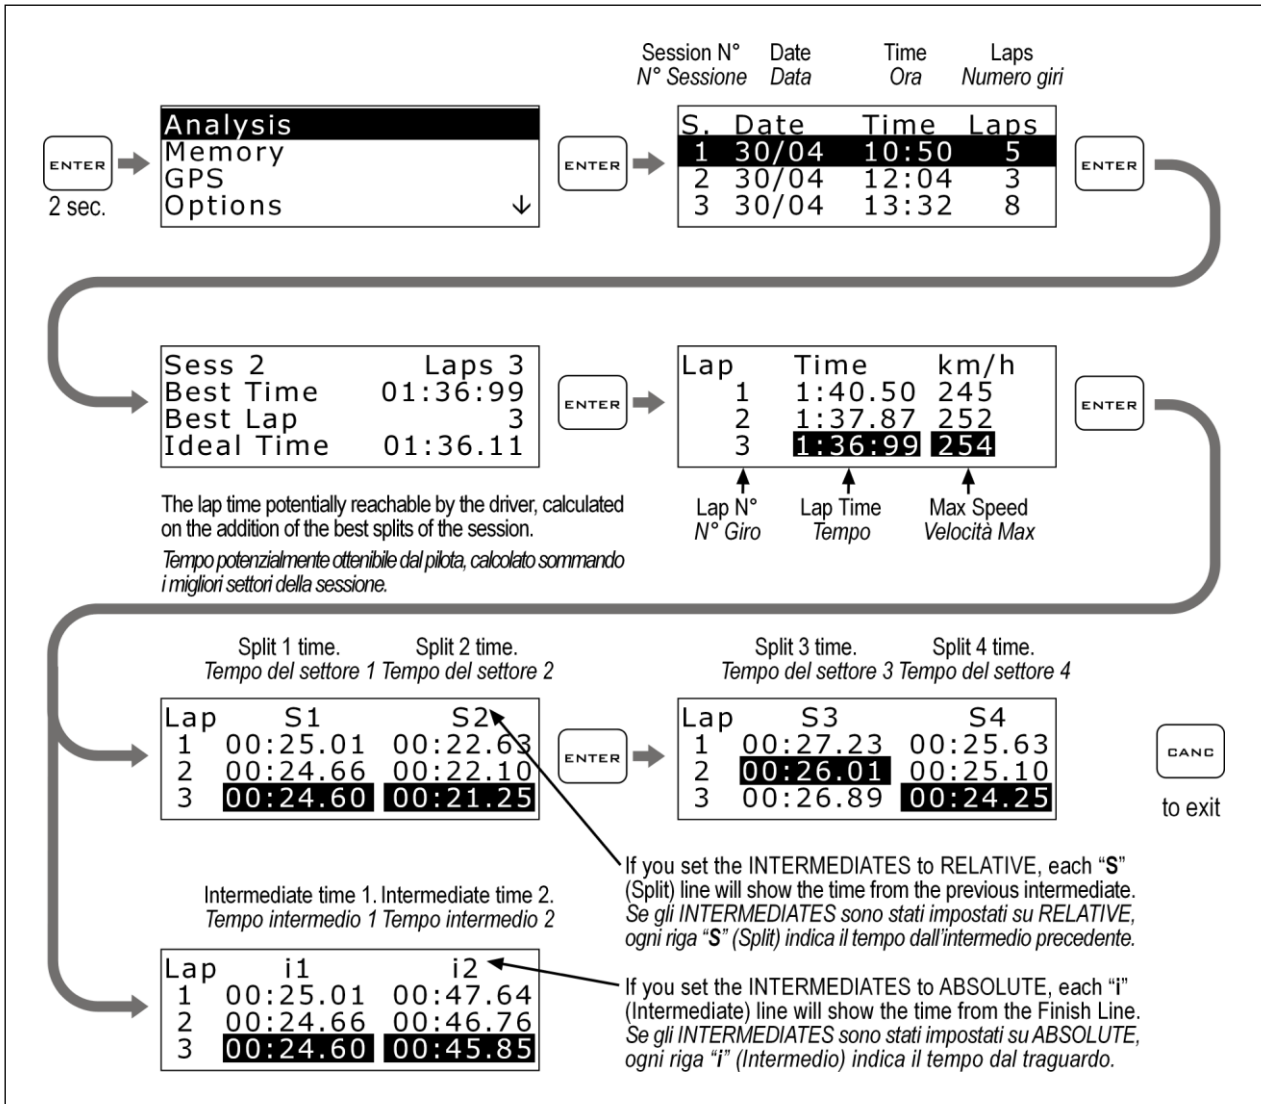 Session N° Date Time Laps
N° Sessione Data Ora Numero giri
ENTER
2 sec.
Analysis
Memory
GPS
Options ↓
ENTER
S. Date Time Laps
1 30/04 10:50 5
2 30/04 12:04 3
3 30/04 13:32 8
ENTER
Sess 2 Laps 3
Best Time 01:36:99
Best Lap 3
Ideal Time 01:36.11
ENTER
Lap Time km/h
1 1:40.50 245
2 1:37.87 252
3 1:36:99 254
ENTER
The lap time potentially reachable by the driver, calculated
on the addition of the best splits of the session.
Tempo potenzialmente ottenibile dal pilota, calcolato sommando
i migliori settori della sessione.
Lap N° Lap Time Max Speed
N° Giro Tempo Velocità Max
Split 1 time. Split 2 time.
Tempo del settore 1 Tempo del settore 2
Lap S1 S2
1 00:25.01 00:22.63
2 00:24.66 00:22.10
3 00:24.60 00:21.25
ENTER
Split 3 time. Split 4 time.
Tempo del settore 3 Tempo del settore 4
Lap S3 S4
1 00:27.23 00:25.63
2 00:26.01 00:25.10
3 00:26.89 00:24.25
CANC
to exit
If you set the INTERMEDIATES to RELATIVE, each “S”
(Split) line will show the time from the previous intermediate.
Se gli INTERMEDIATES sono stati impostati su RELATIVE,
ogni riga “S” (Split) indica il tempo dall'intermedio precedente.
Intermediate time 1. Intermediate time 2.
Tempo intermedio 1 Tempo intermedio 2
Lap i1 i2
1 00:25.01 00:47.64
2 00:24.66 00:46.76
3 00:24.60 00:45.85
If you set the INTERMEDIATES to ABSOLUTE, each “i”
(Intermediate) line will show the time from the Finish Line.
Se gli INTERMEDIATES sono stati impostati su ABSOLUTE,
ogni riga “i” (Intermedio) indica il tempo dal traguardo.